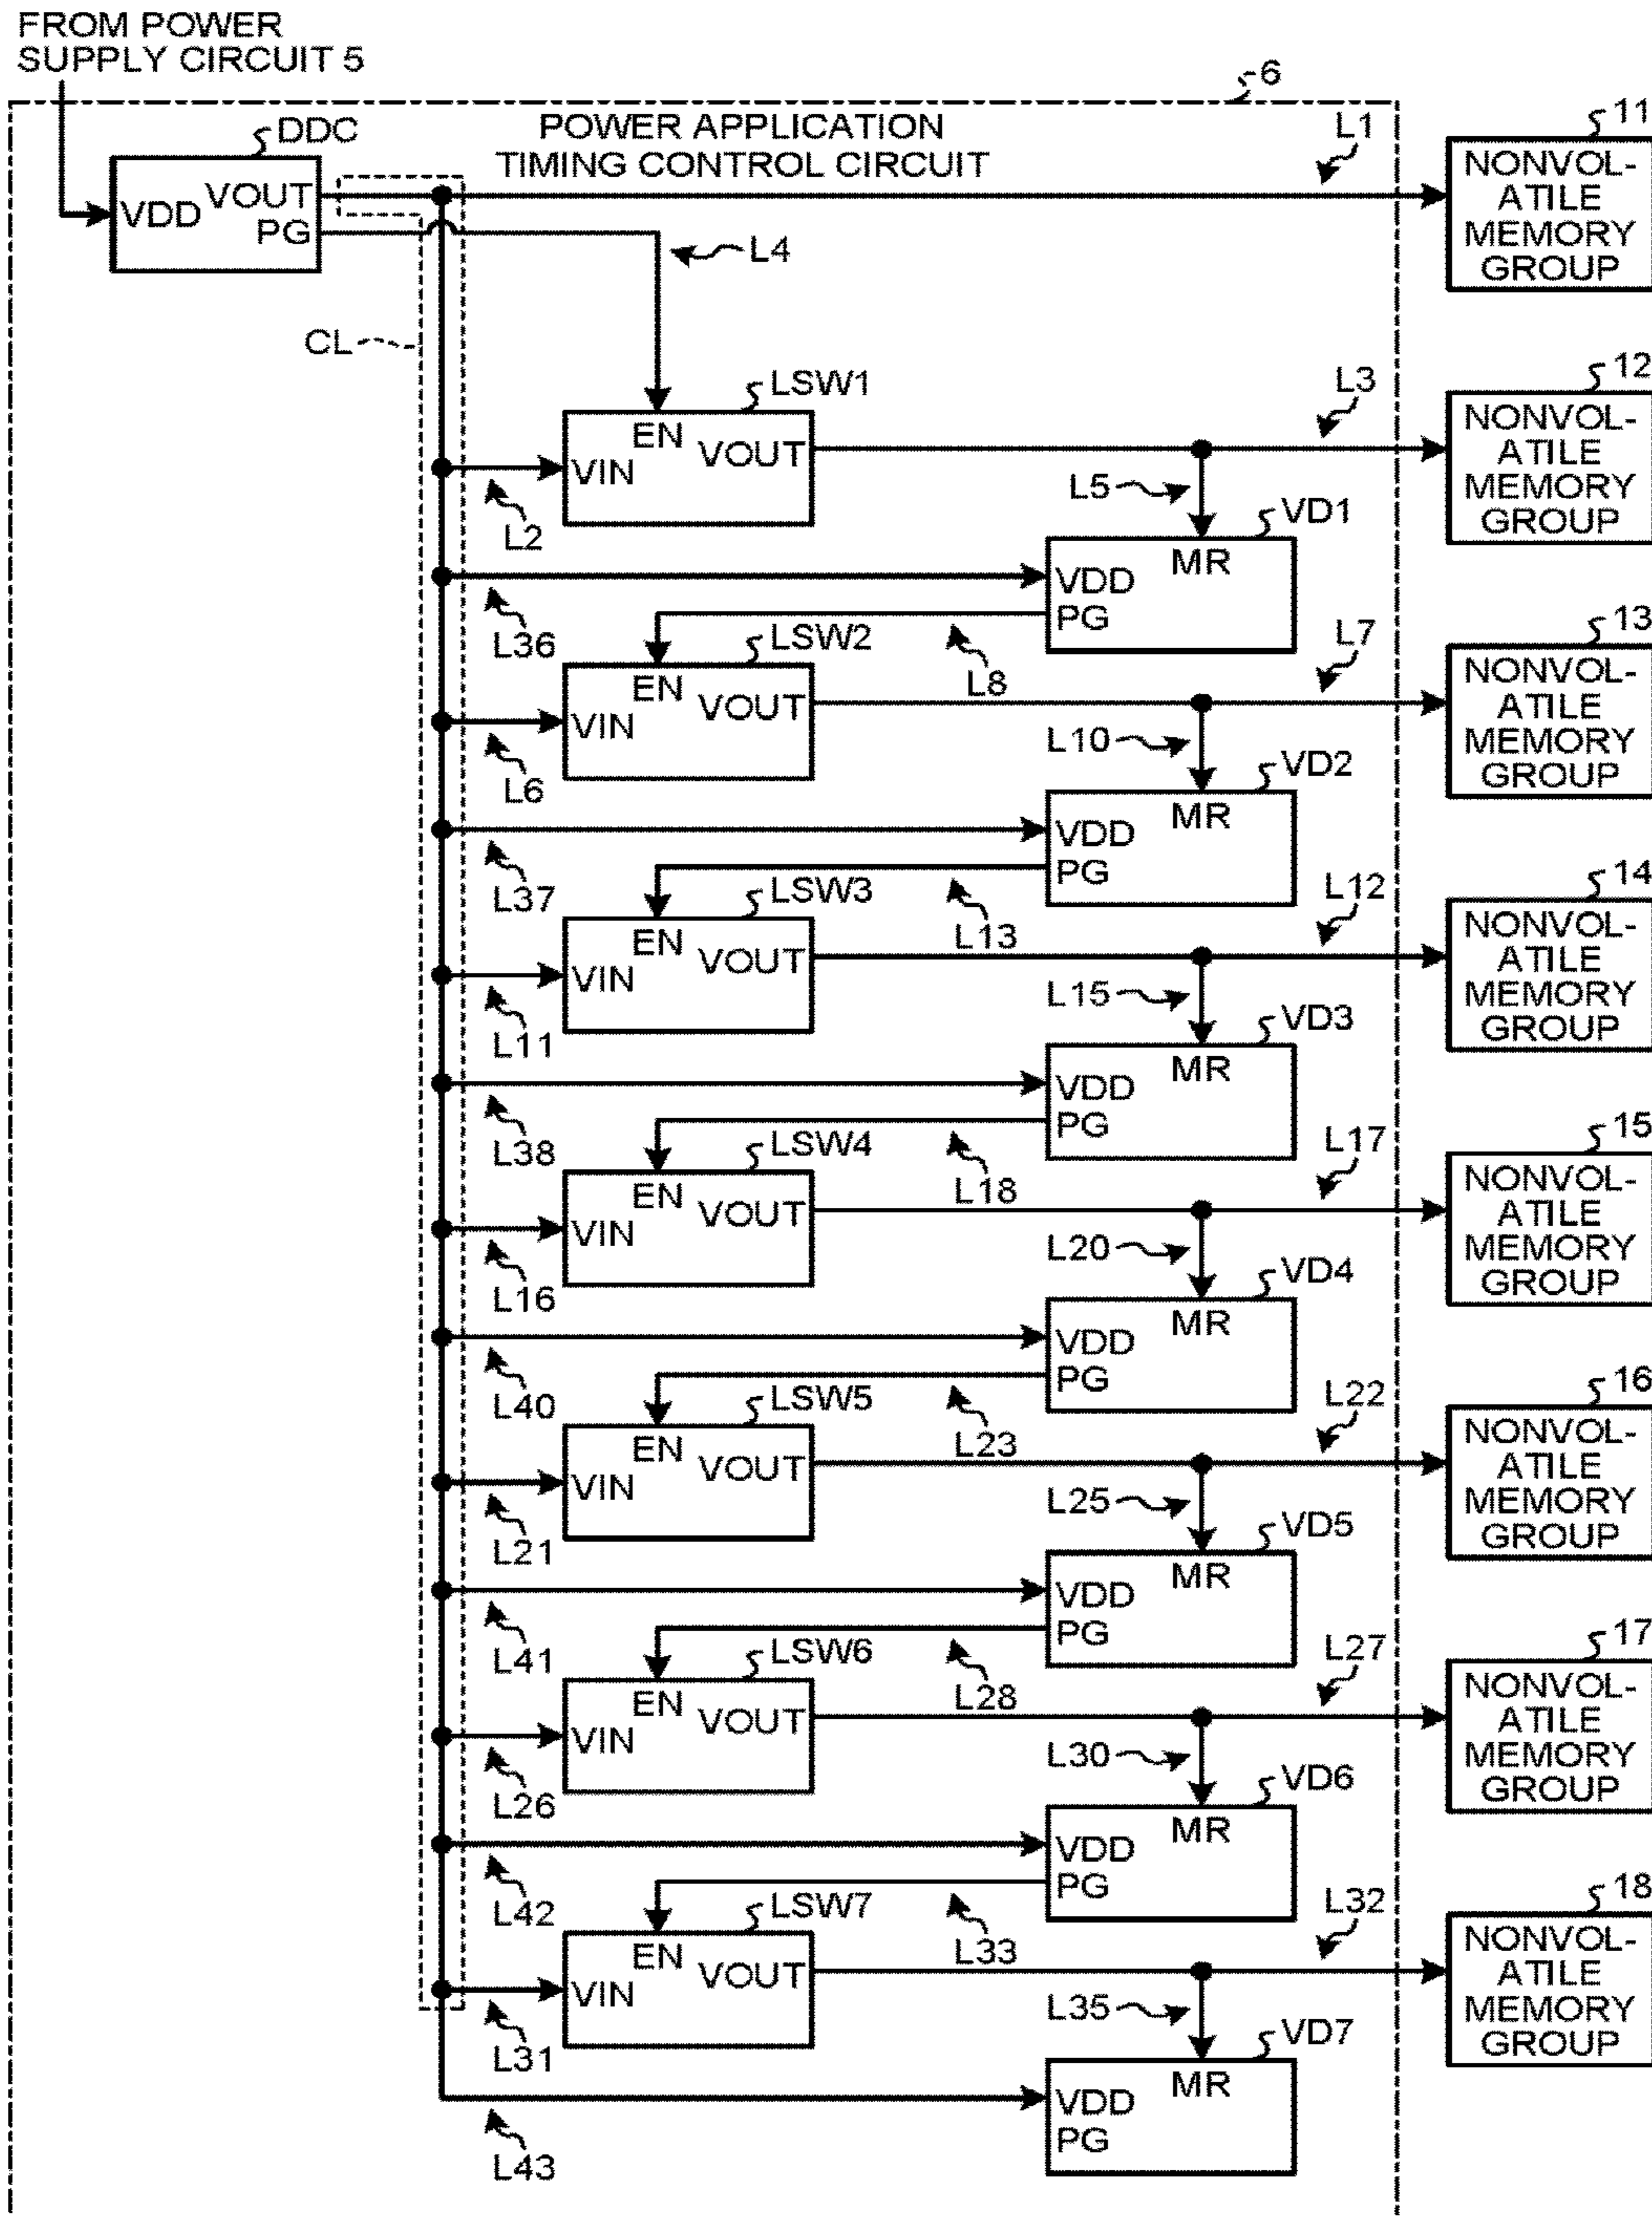 FROM POWER
SUPPLY CIRCUIT 5
6
POWER APPLICATION
TIMING CONTROL CIRCUIT
DDC
VDD
VOUT
PG
L1
11
NONVOL-
ATILE
MEMORY
GROUP
L4
CL
LSW1
EN
VOUT
VIN
L2
L3
12
NONVOL-
ATILE
MEMORY
GROUP
L5
VD1
MR
VDD
PG
L36
L8
LSW2
EN
VOUT
VIN
L6
L7
13
NONVOL-
ATILE
MEMORY
GROUP
L10
VD2
MR
VDD
PG
L37
L13
LSW3
EN
VOUT
VIN
L11
L12
14
NONVOL-
ATILE
MEMORY
GROUP
L15
VD3
MR
VDD
PG
L38
L18
LSW4
EN
VOUT
VIN
L16
L17
15
NONVOL-
ATILE
MEMORY
GROUP
L20
VD4
MR
VDD
PG
L40
L23
LSW5
EN
VOUT
VIN
L21
L22
16
NONVOL-
ATILE
MEMORY
GROUP
L25
VD5
MR
VDD
PG
L41
L28
LSW6
EN
VOUT
VIN
L26
L27
17
NONVOL-
ATILE
MEMORY
GROUP
L30
VD6
MR
VDD
PG
L42
L33
LSW7
EN
VOUT
VIN
L31
L32
18
NONVOL-
ATILE
MEMORY
GROUP
L35
VD7
MR
VDD
PG
L43